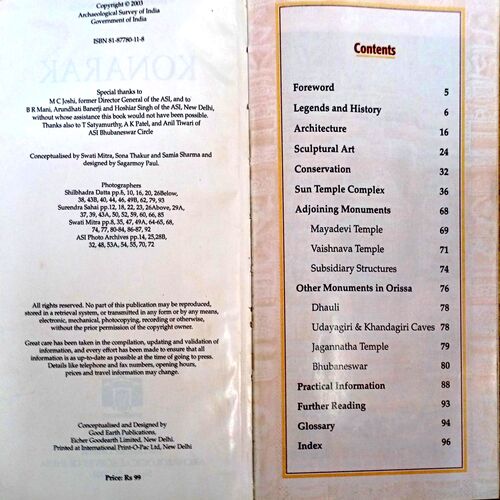 Copyright © 2003
Archaeological Survey of India
Government of India
ISBN 81-87780-11-8
KONARAK
Special thanks to
M C Joshi, former Director General of the ASI, and to
B R Mani, Arundhati Banerji and Hoshiar Singh of the ASI, New Delhi,
without whose assistance this book would not have been possible.
Thanks also to T Satyamurthy, A K Patel, and Anil Tiwari of
ASI Bhubaneswar Circle
Conceptualised by Swati Mitra, Sona Thakur and Samia Sharma and
designed by Sagarmoy Paul.
Photographers
Shilbhadra Datta pp.6, 10, 16, 20, 26Below,
38, 43B, 40, 44, 46, 49B, 62, 79, 93
Surendra Sahai pp.12, 18, 22, 23, 26Above, 29A,
37, 39, 43A, 50, 52, 59, 60, 66, 85
Swati Mitra pp.8, 35, 47, 49A, 64-65, 68,
74, 77, 80-84, 86-87, 92
ASI Photo Archives pp.14, 25,28B,
32, 48, 53A, 54, 55, 70, 72
All rights reserved. No part of this publication may be reproduced,
stored in a retrieval system, or transmitted in any form or by any means,
electronic, mechanical, photocopying, recording or otherwise,
without the prior permission of the copyright owner.
Great care has been taken in the compilation, updating and validation of
information, and every effort has been made to ensure that all
information is as up-to-date as possible at the time of going to press.
Details like telephone and fax numbers, opening hours,
prices and travel information may change.
Conceptualised and Designed by
Good Earth Publications,
Eicher Goodearth Limited, New Delhi.
Printed at International Print-O-Pac Ltd, New Delhi
Price: Rs 99
Contents
Foreword 5
Legends and History 6
Architecture 16
Sculptural Art 24
Conservation 32
Sun Temple Complex 36
Adjoining Monuments 68
Mayadevi Temple 69
Vaishnava Temple 71
Subsidiary Structures 74
Other Monuments in Orissa 76
Dhauli 78
Udayagiri & Khandagiri Caves 78
Jagannatha Temple 79
Bhubaneswar 80
Practical Information 88
Further Reading 93
Glossary 94
Index 96